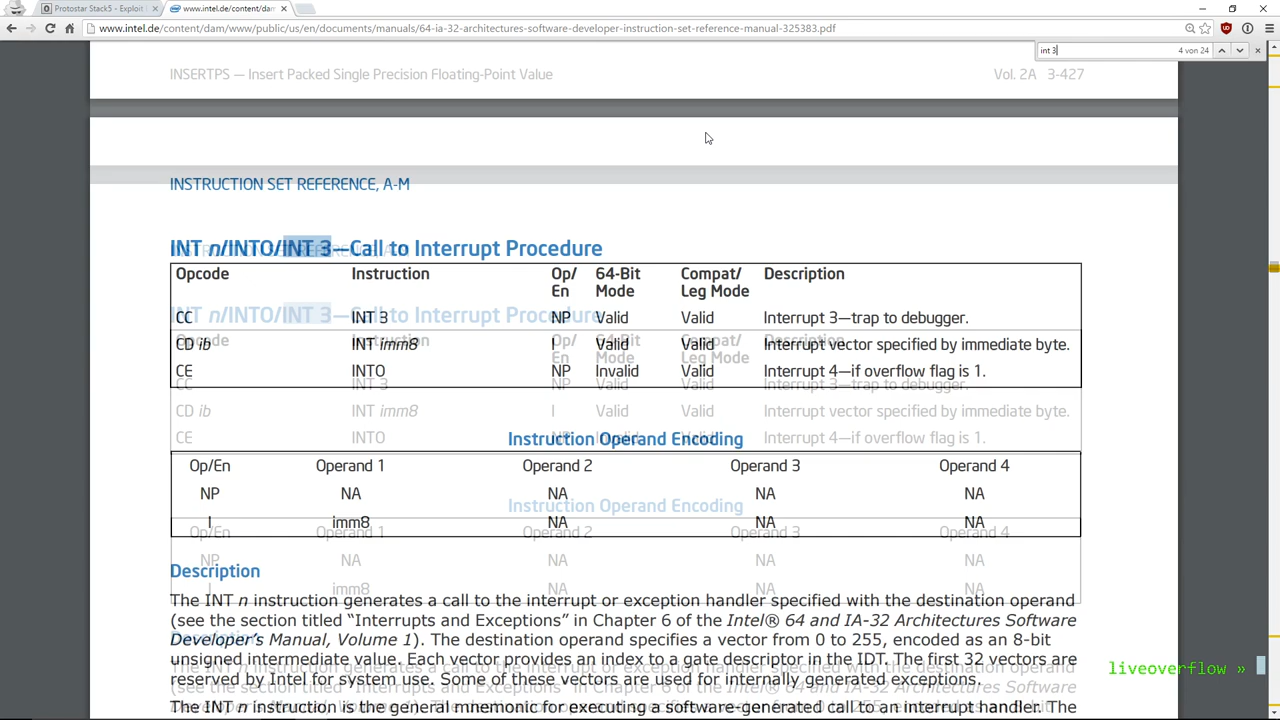 Protostar Stack5 - Exploit
www.intel.de/content/dam
www.intel.de/content/dam/www/public/us/en/documents/manuals/64-ia-32-architectures-software-developer-instruction-set-reference-manual-325383.pdf
int 3
4 von 24
INSERTPS — Insert Packed Single Precision Floating-Point Value
Vol. 2A 3-427
INSTRUCTION SET REFERENCE, A-M
INT n/INTO/INT 3—Call to Interrupt Procedure
Opcode Instruction Op/ En 64-Bit Mode Compat/ Leg Mode Description
CC INT 3 NP Valid Valid Interrupt 3—trap to debugger.
CD ib INT imm8 I Valid Valid Interrupt vector specified by immediate byte.
CE INTO NP Invalid Valid Interrupt 4—if overflow flag is 1.
Instruction Operand Encoding
Op/En Operand 1 Operand 2 Operand 3 Operand 4
NP NA NA NA NA
I imm8 NA NA NA
Description
The INT n instruction generates a call to the interrupt or exception handler specified with the destination operand
(see the section titled “Interrupts and Exceptions” in Chapter 6 of the Intel® 64 and IA-32 Architectures Software
Developer’s Manual, Volume 1). The destination operand specifies a vector from 0 to 255, encoded as an 8-bit
unsigned intermediate value. Each vector provides an index to a gate descriptor in the IDT. The first 32 vectors are
reserved by Intel for system use. Some of these vectors are used for internally generated exceptions.
The INT n instruction is the general mnemonic for executing a software-generated call to an interrupt handler. The
liveoverflow »